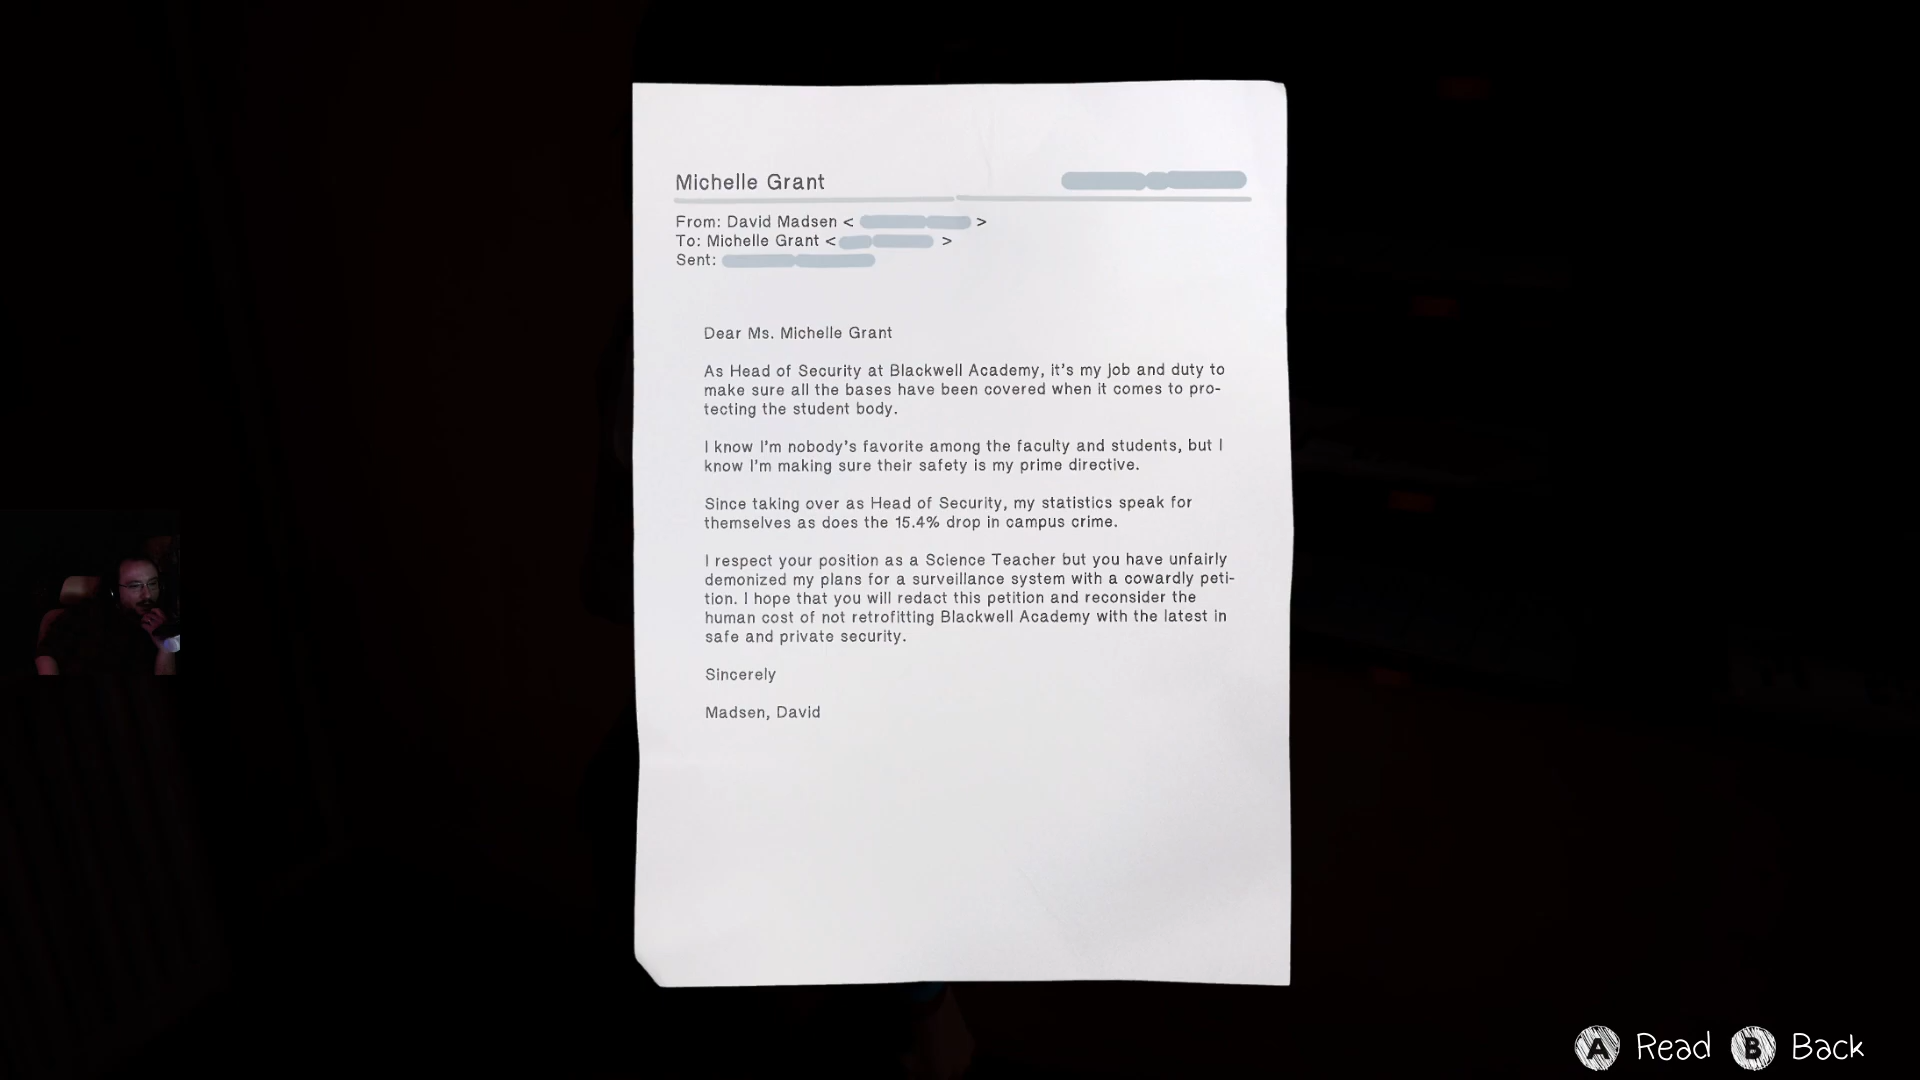 Michelle Grant
From: David Madsen < >
To: Michelle Grant < >
Sent:
Dear Ms. Michelle Grant
As Head of Security at Blackwell Academy, it's my job and duty to
make sure all the bases have been covered when it comes to pro-
tecting the student body.
I know I'm nobody's favorite among the faculty and students, but I
know I'm making sure their safety is my prime directive.
Since taking over as Head of Security, my statistics speak for
themselves as does the 15.4% drop in campus crime.
I respect your position as a Science Teacher but you have unfairly
demonized my plans for a surveillance system with a cowardly peti-
tion. I hope that you will redact this petition and reconsider the
human cost of not retrofitting Blackwell Academy with the latest in
safe and private security.
Sincerely
Madsen, David
A Read B Back